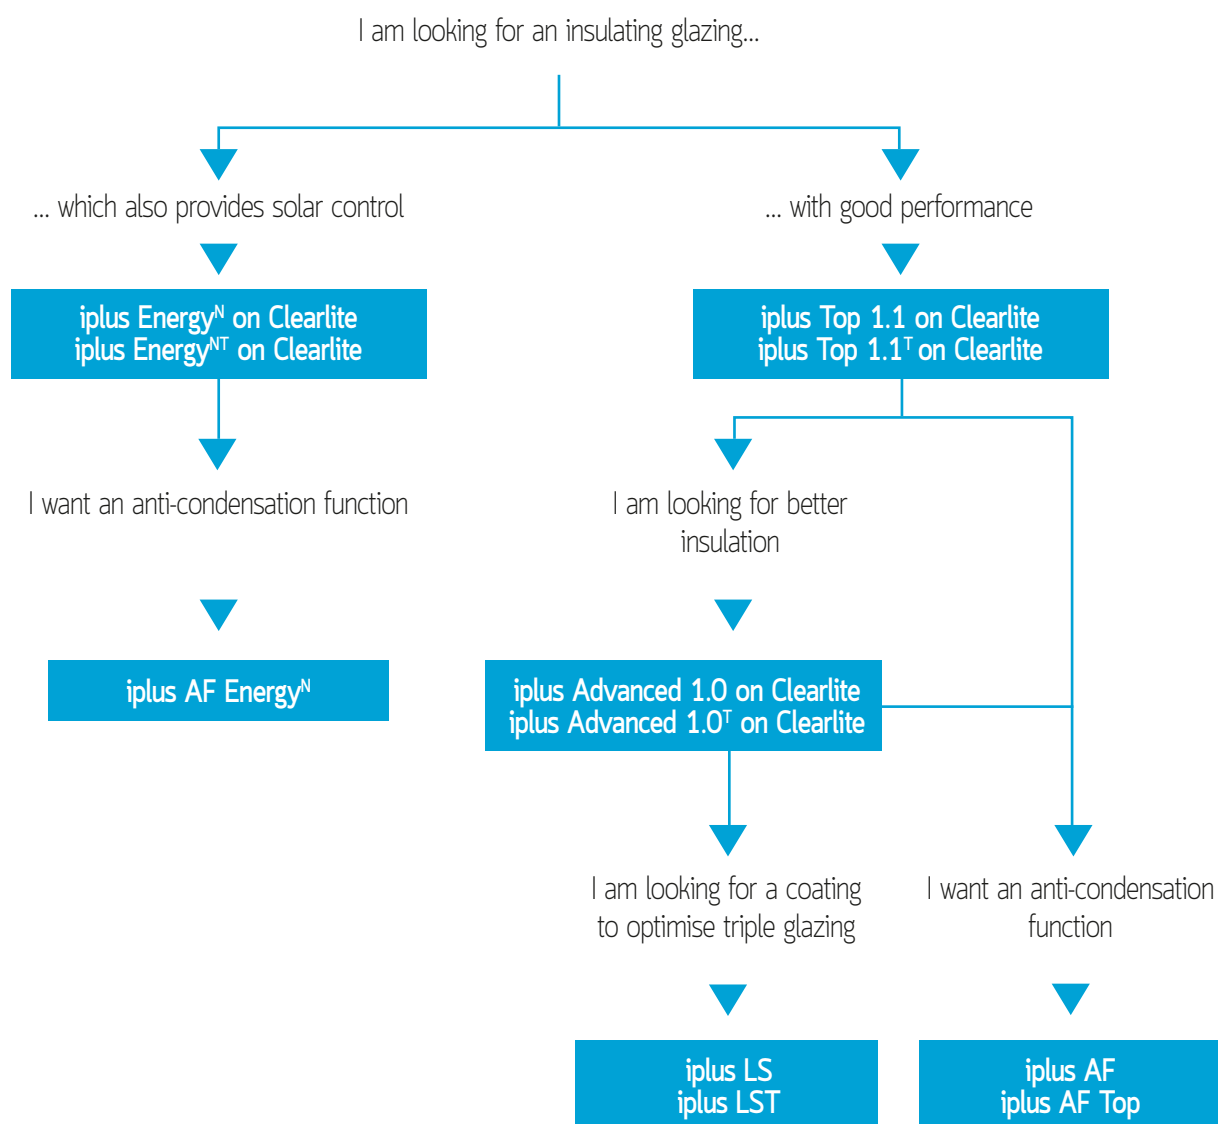 I am looking for an insulating glazing...
... which also provides solar control
... with good performance
iplus Energyᴺ on Clearlite
iplus Energyᴺᵀ on Clearlite
iplus Top 1.1 on Clearlite
iplus Top 1.1ᵀ on Clearlite
I want an anti-condensation function
I am looking for better
insulation
iplus AF Energyᴺ
iplus Advanced 1.0 on Clearlite
iplus Advanced 1.0ᵀ on Clearlite
I am looking for a coating
to optimise triple glazing
I want an anti-condensation
function
iplus LS
iplus LST
iplus AF
iplus AF Top